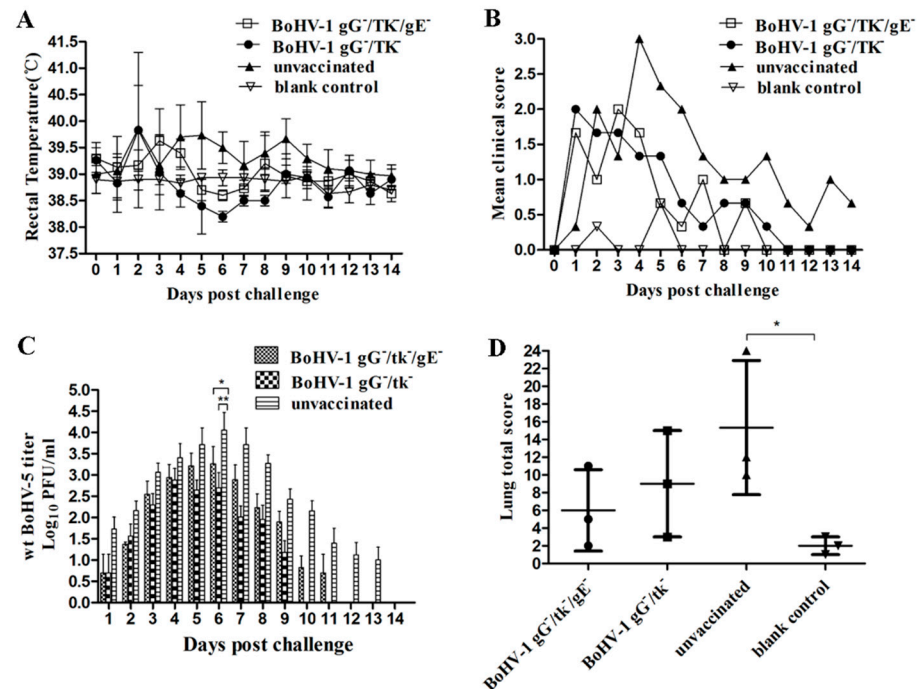 A
BoHV-1 gG⁻/TK⁻/gE⁻
BoHV-1 gG⁻/TK⁻
unvaccinated
blank control
Rectal Temperature(℃)
41.5
41.0
40.5
40.0
39.5
39.0
38.5
38.0
37.5
0 1 2 3 4 5 6 7 8 9 10 11 12 13 14
Days post challenge
B
BoHV-1 gG⁻/TK⁻/gE⁻
BoHV-1 gG⁻/TK⁻
unvaccinated
blank control
Mean clinical score
3.0
2.5
2.0
1.5
1.0
0.5
0.0
0 1 2 3 4 5 6 7 8 9 10 11 12 13 14
Days post challenge
C
BoHV-1 gG⁻/tk⁻/gE⁻
BoHV-1 gG⁻/tk⁻
unvaccinated
wt BoHV-5 titer
Log₁₀ PFU/ml
5.0
4.5
4.0
3.5
3.0
2.5
2.0
1.5
1.0
0.5
0.0
*
**
1 2 3 4 5 6 7 8 9 10 11 12 13 14
Days post challenge
D
*
Lung total score
24
22
20
18
16
14
12
10
8
6
4
2
0
BoHV-1 gG⁻/tk⁻/gE⁻
BoHV-1 gG⁻/tk⁻
unvaccinated
blank control